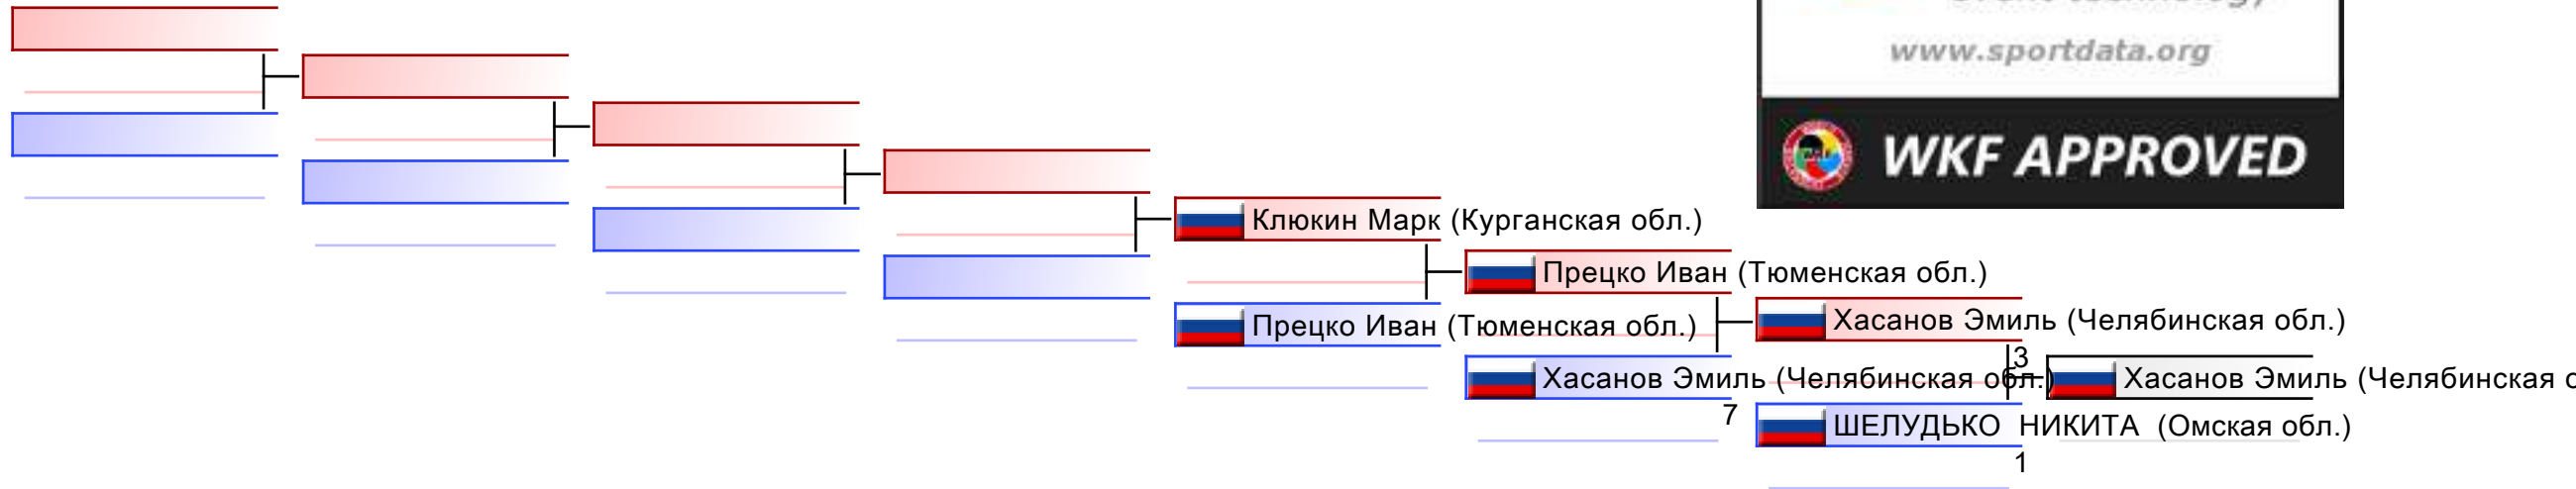 www.sportdata.org
WKF APPROVED
Клюкин Марк (Курганская обл.)
Прецко Иван (Тюменская обл.)
Прецко Иван (Тюменская обл.)
Хасанов Эмиль (Челябинская обл.)
3
Хасанов Эмиль (Челябинская обл.)
Хасанов Эмиль (Челябинская
7
ШЕЛУДЬКО НИКИТА (Омская обл.)
1